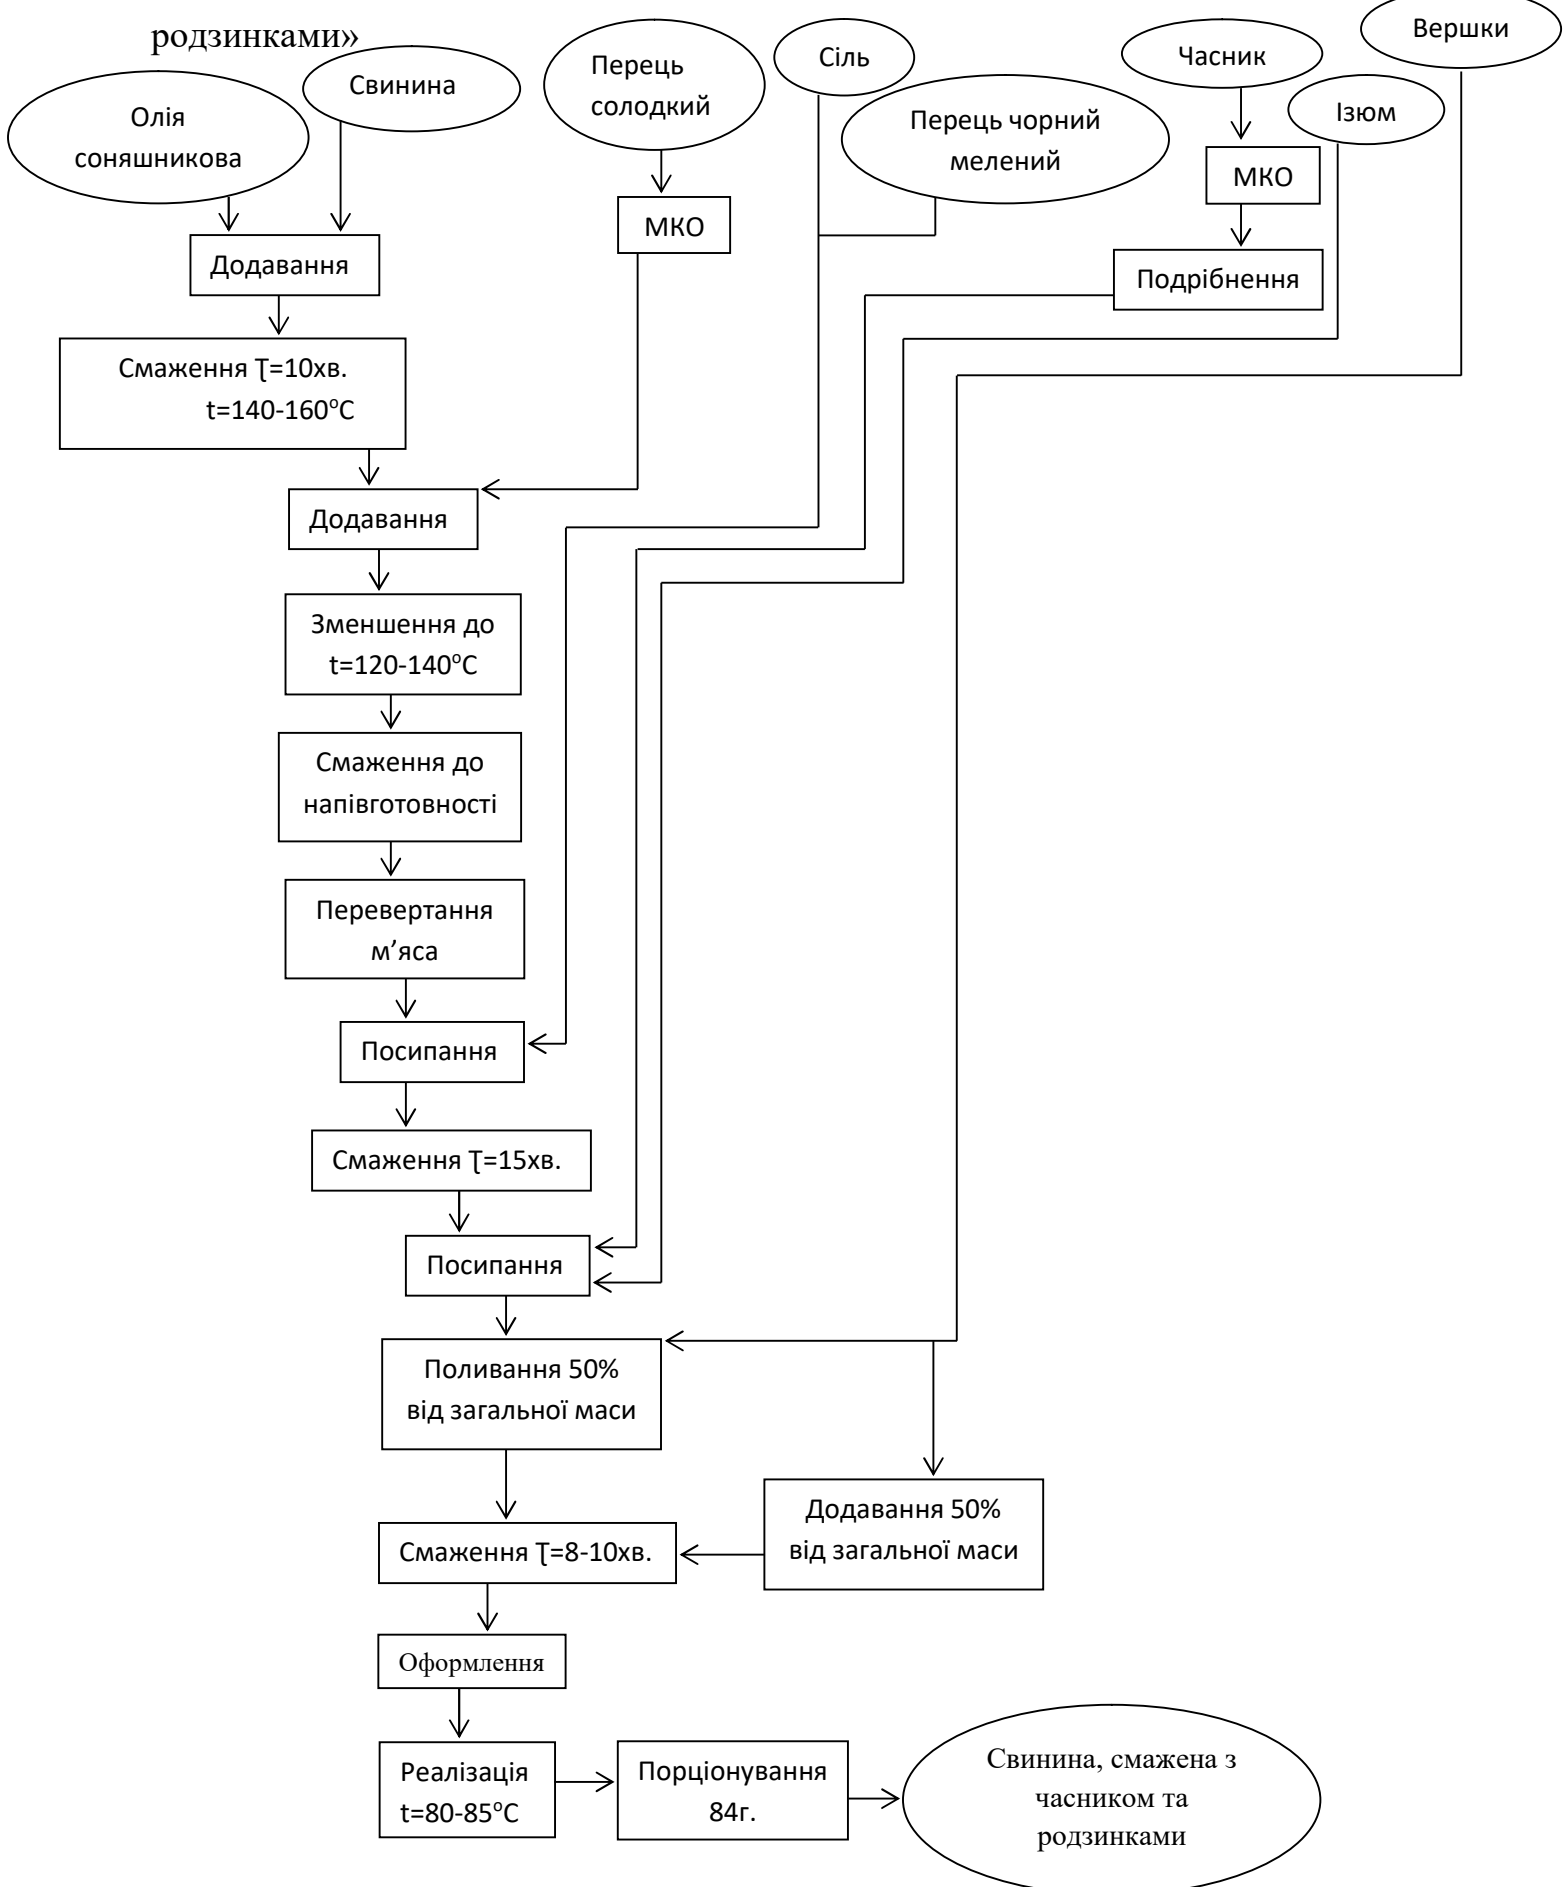 родзинками»
Олія
соняшникова
Свинина
Перець
солодкий
Сіль
Перець чорний
мелений
Часник
Ізюм
Вершки
МКО
МКО
Подрібнення
Додавання
Смаження Ʈ=10хв.
t=140-160°С
Додавання
Зменшення до
t=120-140°С
Смаження до
напівготовності
Перевертання
м’яса
Посипання
Смаження Ʈ=15хв.
Посипання
Поливання 50%
від загальної маси
Додавання 50%
від загальної маси
Смаження Ʈ=8-10хв.
Оформлення
Реалізація
t=80-85°С
Порціонування
84г.
Свинина, смажена з
часником та
родзинками